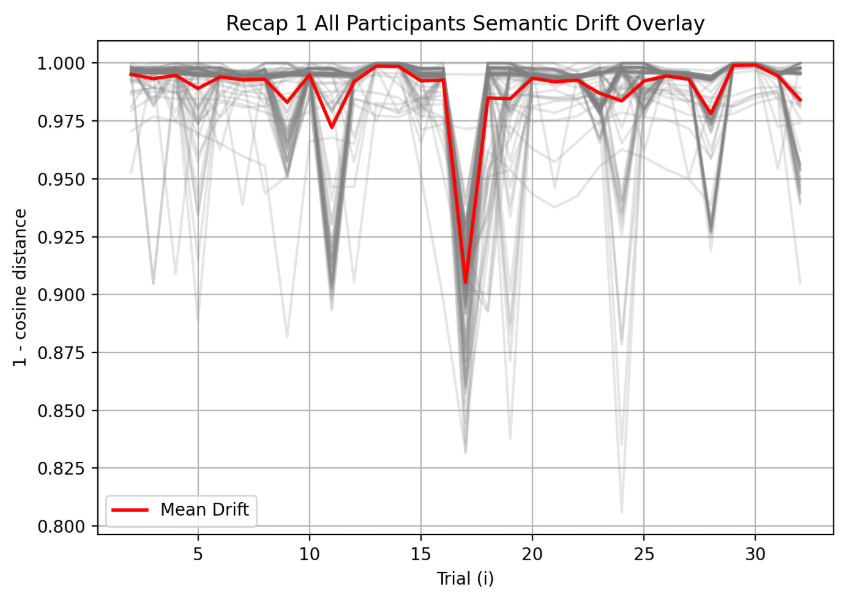 Recap 1 All Participants Semantic Drift Overlay
1.000
0.975
0.950
0.925
0.900
0.875
0.850
0.825
0.800
1 - cosine distance
Mean Drift
5 10 15 20 25 30
Trial (i)